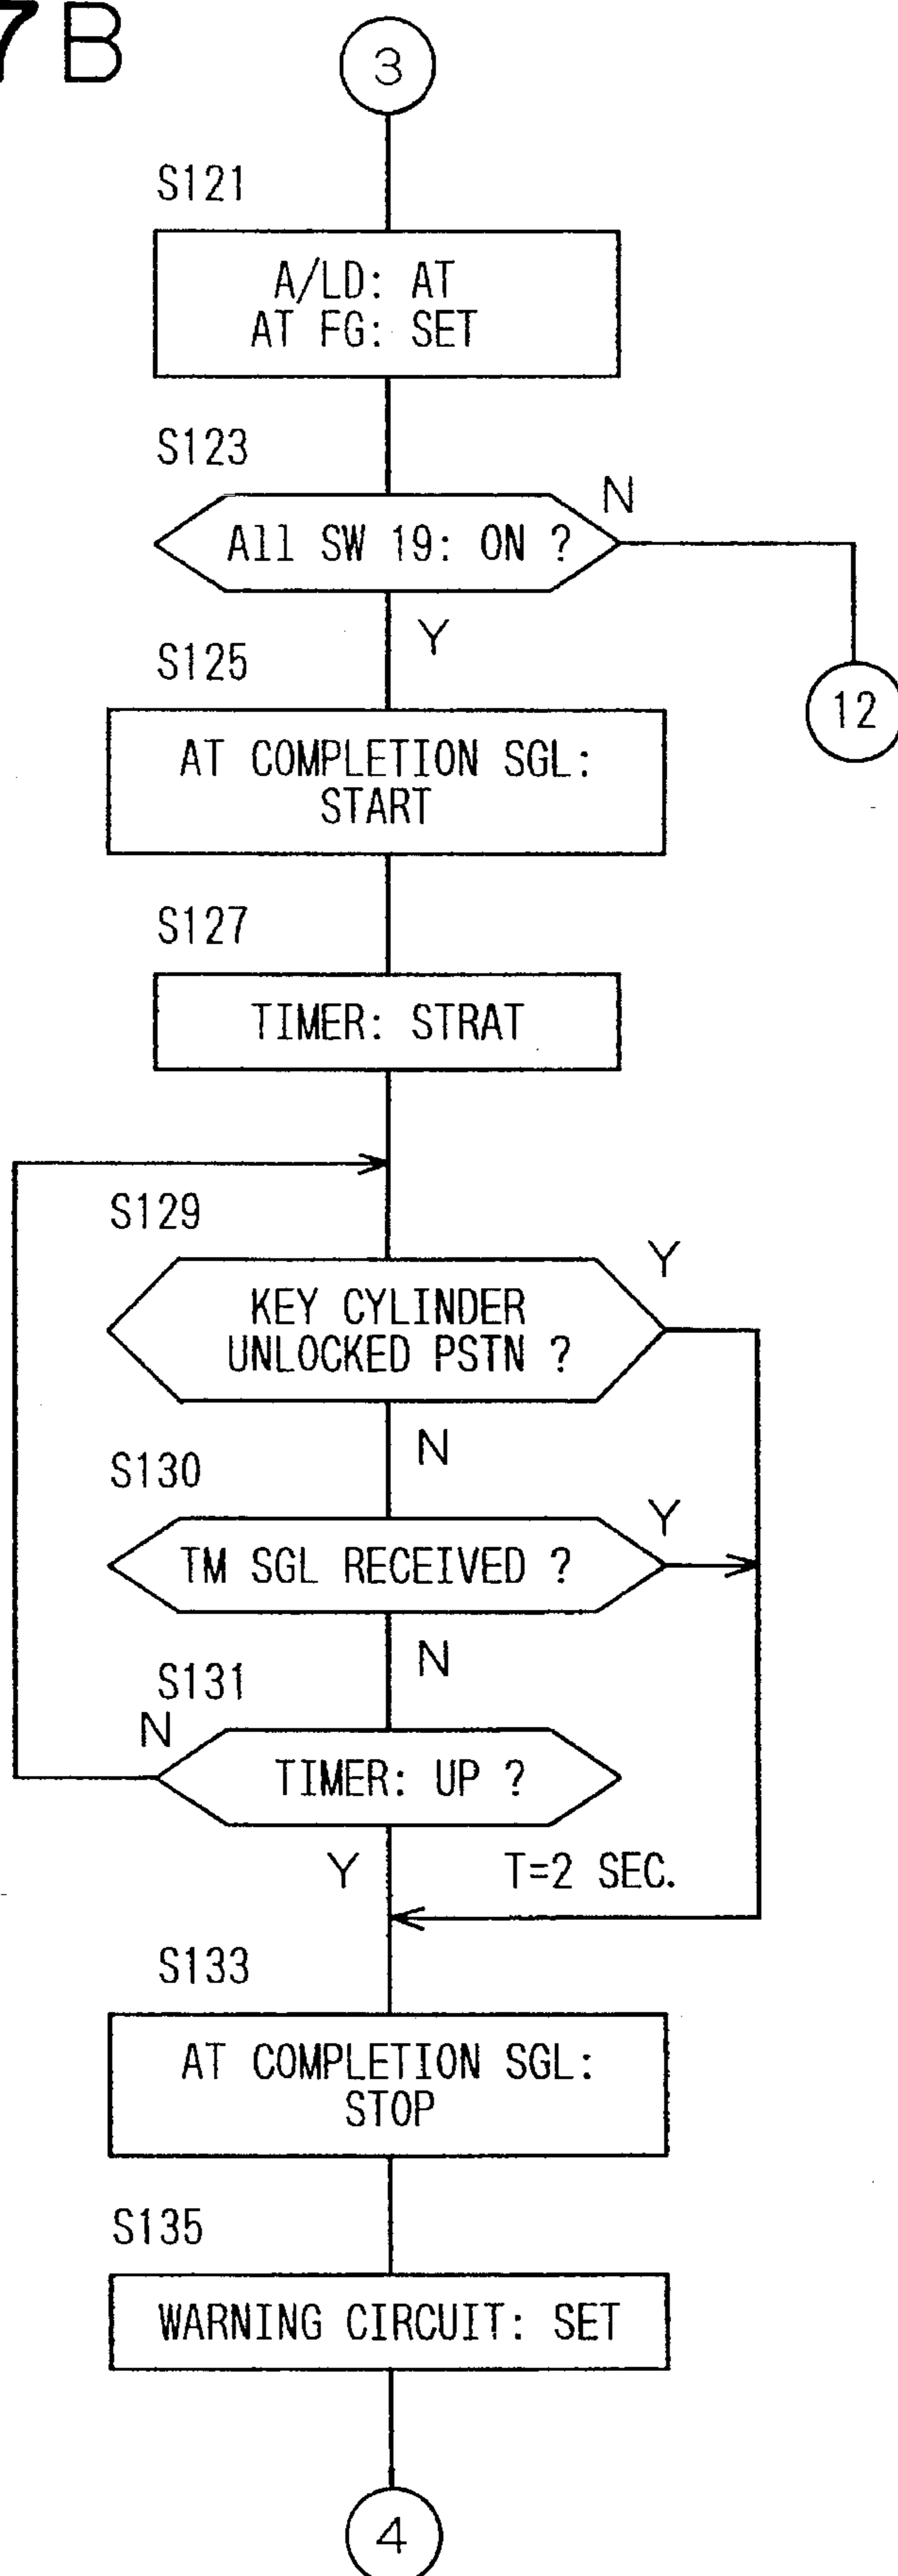 7B
3
S121
A/LD: AT
AT FG: SET
S123
N
All SW 19: ON ?
Y
12
S125
AT COMPLETION SGL:
START
S127
TIMER: STRAT
S129
Y
KEY CYLINDER
UNLOCKED PSTN ?
N
S130
Y
TM SGL RECEIVED ?
N
S131
N
TIMER: UP ?
Y
T=2 SEC.
S133
AT COMPLETION SGL:
STOP
S135
WARNING CIRCUIT: SET
4